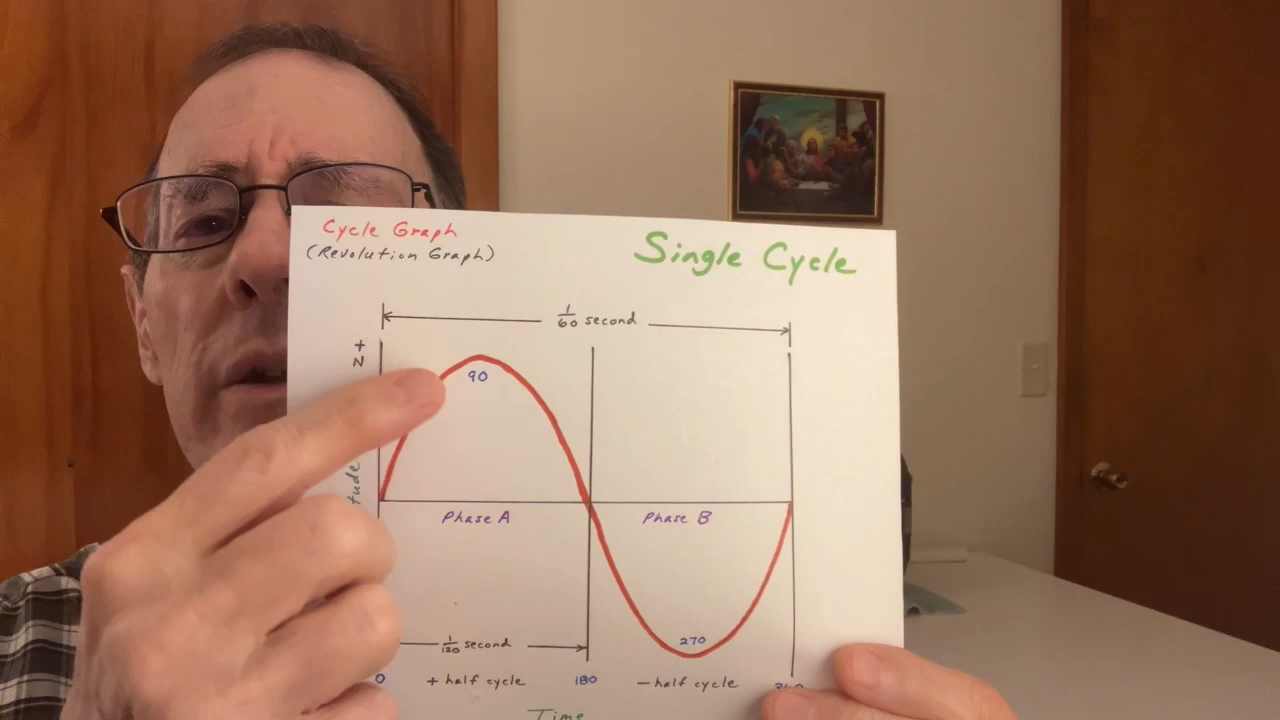 Cycle Graph
(Revolution Graph)
Single Cycle
1/60 second
+
N
90
Phase A
Phase B
270
1/120 second
0
+ half cycle
180
- half cycle
Time